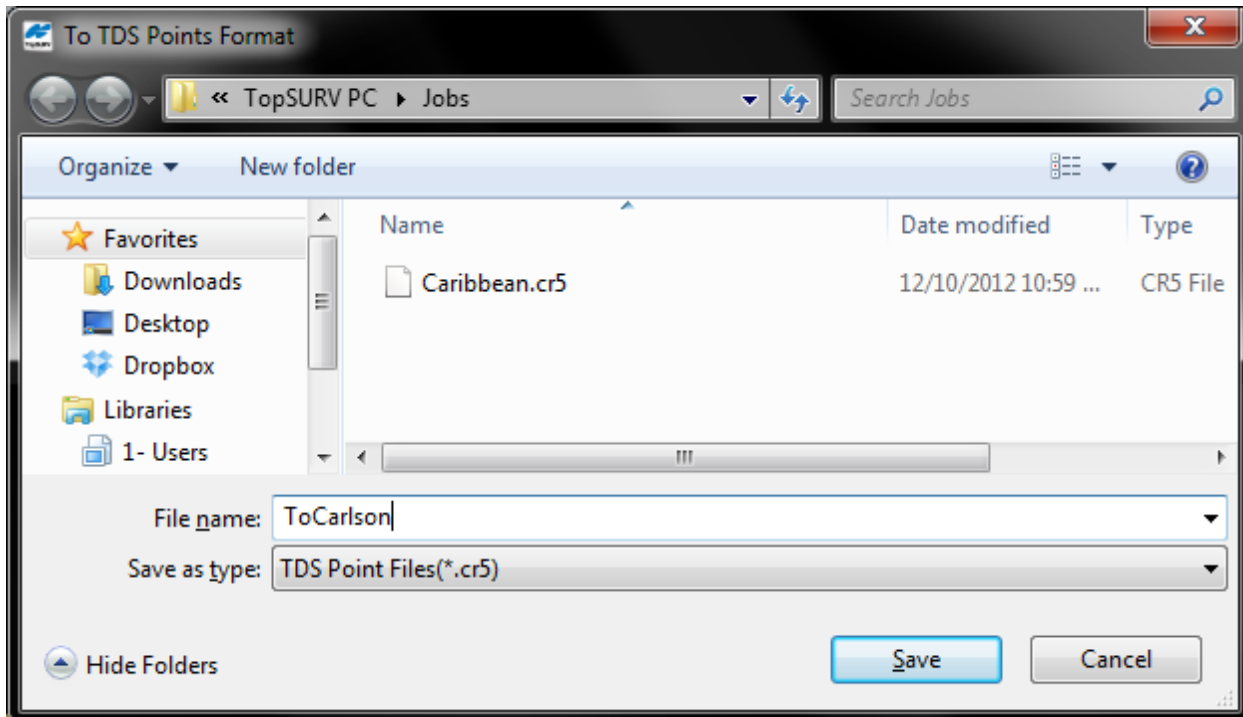 To TDS Points Format
« TopSURV PC ▸ Jobs
Search Jobs
Organize
New folder
Name
Date modified
Type
Favorites
Downloads
Desktop
Dropbox
Libraries
1- Users
Caribbean.cr5
12/10/2012 10:59 ...
CR5 File
File name: ToCarlson
Save as type: TDS Point Files(*.cr5)
Hide Folders
Save
Cancel